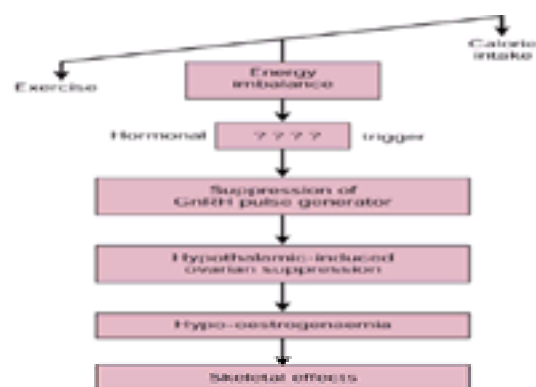 Caloric
intake
Exercise
Energy
imbalance
Hormonal ? ? ? ? trigger
Suppression of
GnRH pulse generator
Hypothalamic-induced
ovarian suppression
Hypo-oestrogenaemia
Skeletal effects